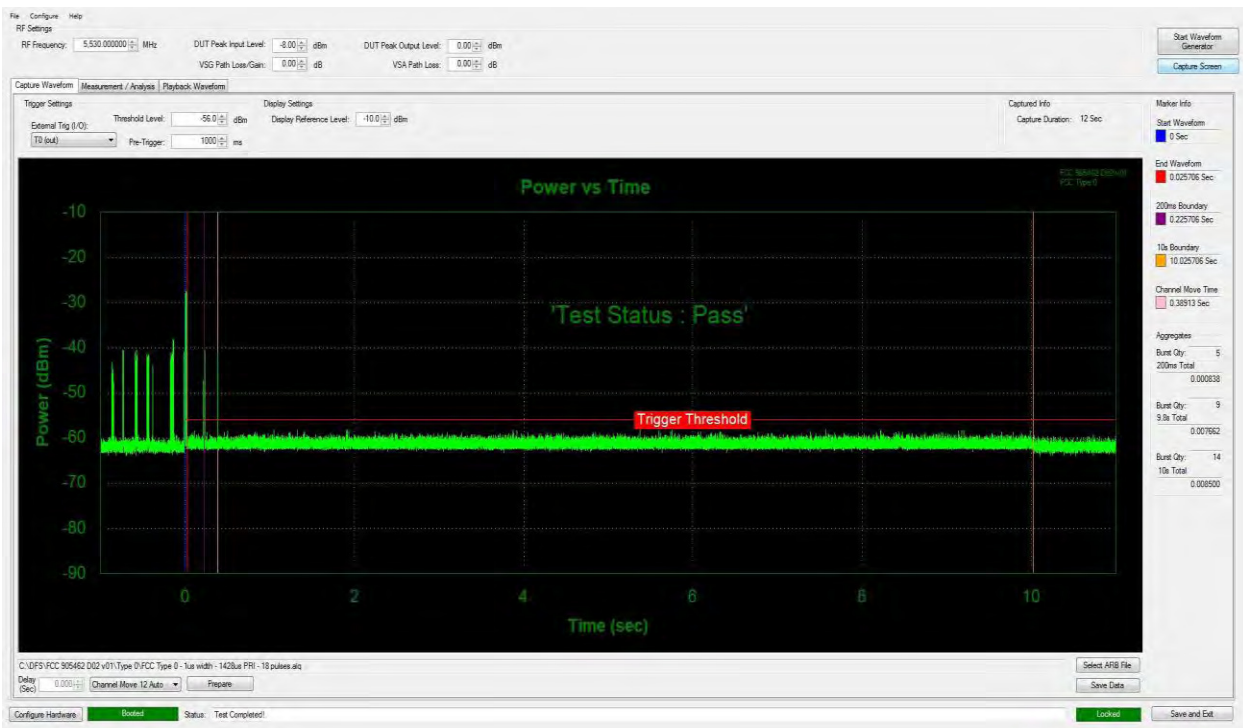 File Configure Help
RF Settings
RF Frequency: 5,530.000000 MHz DUT Peak Input Level: -8.00 dBm DUT Peak Output Level: 0.00 dBm
VSG Path Loss/Gain: 0.00 dB VSA Path Loss: 0.00 dB
Start Waveform Generator
Capture Screen
Capture Waveform Measurement / Analysis Playback Waveform
Trigger Settings Display Settings Captured Info
External Trig (I/O): Threshold Level: -56.0 dBm Display Reference Level: -10.0 dBm Capture Duration: 12 Sec
T0 (out) Pre-Trigger: 1000 ms
Power vs Time
FCC 905462 D02 v01
FCC Type 0
-10
-20
-30
-40
-50
-60
-70
-80
-90
Power (dBm)
'Test Status : Pass'
Trigger Threshold
0 2 4 6 8 10
Time (sec)
Marker Info
Start Waveform
0 Sec
End Waveform
0.025706 Sec
200ms Boundary
0.225706 Sec
10s Boundary
10.025706 Sec
Channel Move Time
0.38913 Sec
Aggregates
Burst Qty: 5
200ms Total
0.000838
Burst Qty: 9
9.8s Total
0.007662
Burst Qty: 14
10s Total
0.008500
C:\DFS\FCC 905462 D02 v01\Type 0\FCC Type 0 - 1us width - 1428us PRI - 18 pulses.aiq
Select ARB File
Delay (Sec) 0.000 Channel Move 12 Auto Prepare Save Data
Configure Hardware Booted Status: Test Completed! Locked Save and Exit